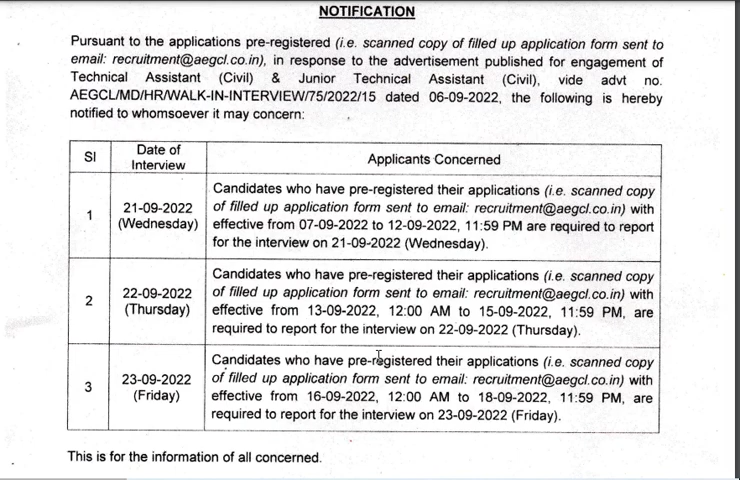 NOTIFICATION
Pursuant to the applications pre-registered (i.e. scanned copy of filled up application form sent to
email: recruitment@aegcl.co.in), in response to the advertisement published for engagement of
Technical Assistant (Civil) & Junior Technical Assistant (Civil), vide advt no.
AEGCL/MD/HR/WALK-IN-INTERVIEW/75/2022/15 dated 06-09-2022, the following is hereby
notified to whomsoever it may concern:
Sl
Date of
Interview
Applicants Concerned
1
21-09-2022
(Wednesday)
Candidates who have pre-registered their applications (i.e. scanned copy
of filled up application form sent to email: recruitment@aegcl.co.in) with
effective from 07-09-2022 to 12-09-2022, 11:59 PM are required to report
for the interview on 21-09-2022 (Wednesday).
2
22-09-2022
(Thursday)
Candidates who have pre-registered their applications (i.e. scanned copy
of filled up application form sent to email: recruitment@aegcl.co.in) with
effective from 13-09-2022, 12:00 AM to 15-09-2022, 11:59 PM, are
required to report for the interview on 22-09-2022 (Thursday).
3
23-09-2022
(Friday)
Candidates who have pre-registered their applications (i.e. scanned copy
of filled up application form sent to email: recruitment@aegcl.co.in) with
effective from 16-09-2022, 12:00 AM to 18-09-2022, 11:59 PM, are
required to report for the interview on 23-09-2022 (Friday).
This is for the information of all concerned.